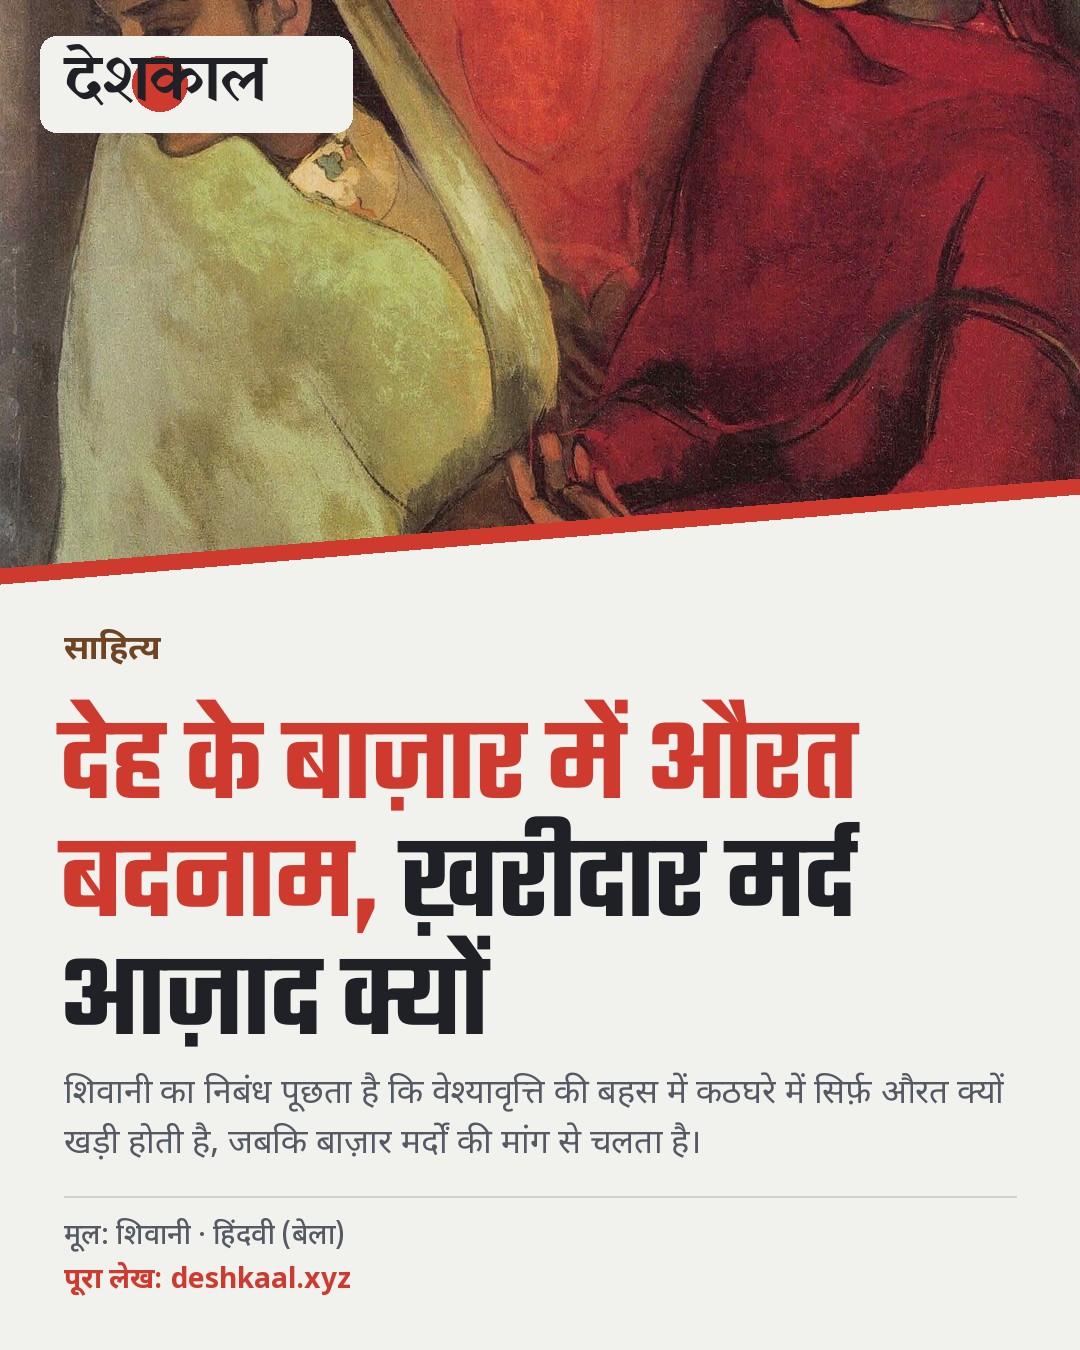 देशकाल
साहित्य
देह के बाज़ार में औरत
बदनाम, ख़रीदार मर्द
आज़ाद क्यों
शिवानी का निबंध पूछता है कि वेश्यावृत्ति की बहस में कठघरे में सिर्फ़ औरत क्यों
खड़ी होती है, जबकि बाज़ार मर्दों की मांग से चलता है।
मूल: शिवानी · हिंदवी (बेला)
पूरा लेख: deshkaal.xyz